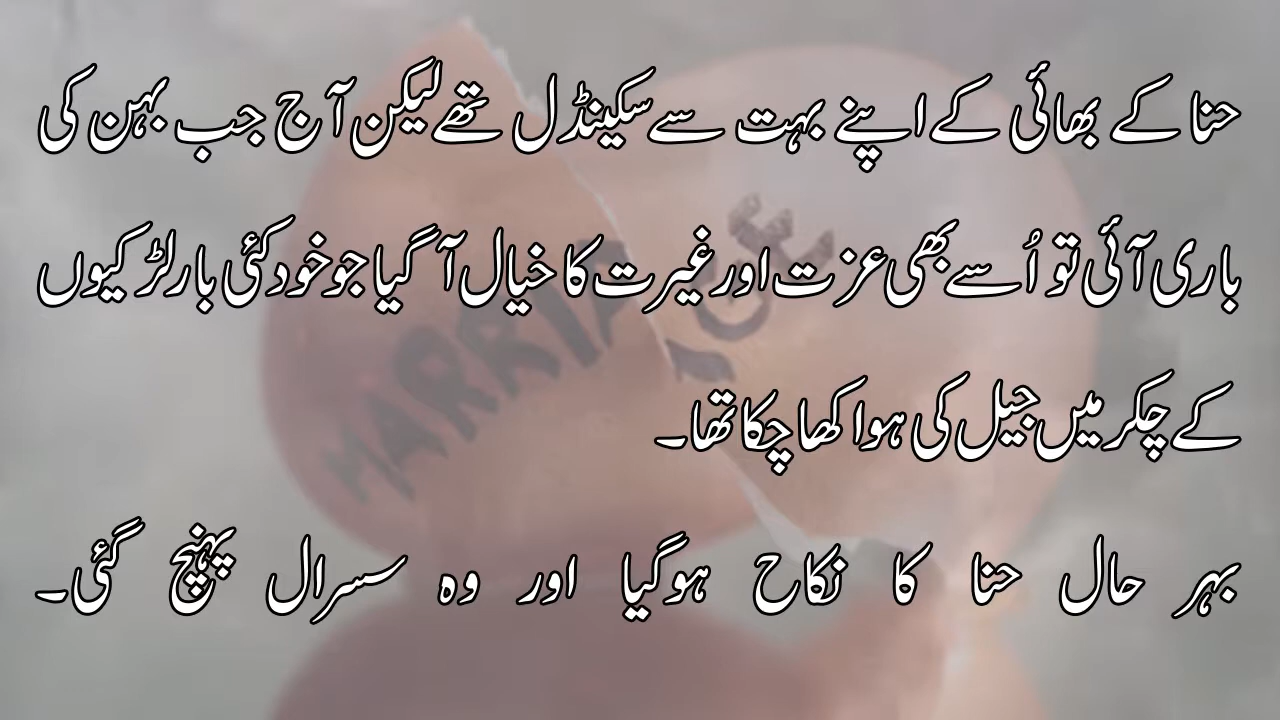 حنا کے بھائی کے اپنے بہت سے سکینڈل تھے لیکن آج جب بہن کی
باری آئی تو اُسے بھی عزت اور غیرت کا خیال آ گیا جو خود کئی بار لڑکیوں
کے چکر میں جیل کی ہوا کھا چکا تھا۔
بہر حال حنا کا نکاح ہوگیا اور وہ سسرال پہنچ گئی۔
MARRIAGE